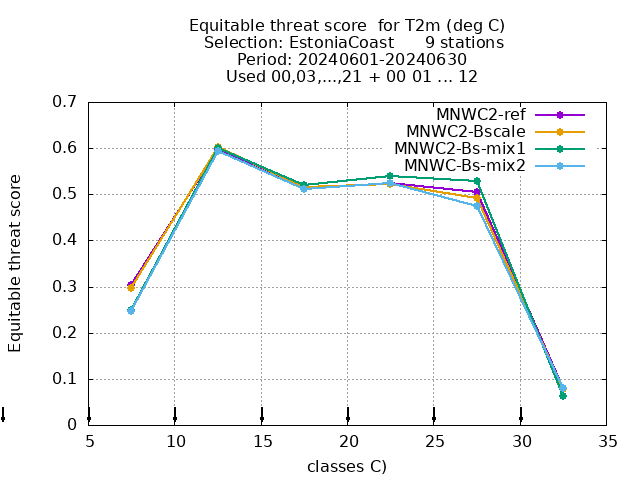 Equitable threat score  for T2m (deg C)
Selection: EstoniaCoast      9 stations
Period: 20240601-20240630
Used 00,03,...,21 + 00 01 ... 12
MNWC2-ref
MNWC2-Bscale
MNWC2-Bs-mix1
MNWC-Bs-mix2
Equitable threat score
0.7
0.6
0.5
0.4
0.3
0.2
0.1
0
5 10 15 20 25 30 35
classes C)